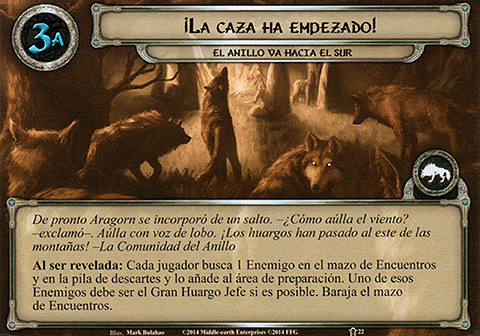 3A
¡La caza ha empezado!
El Anillo va hacia el Sur
De pronto Aragorn se incorporó de un salto. –¿Cómo aúlla el viento?
–exclamó–. Aúlla con voz de lobo. ¡Los huargos han pasado al este de las
montañas! –La Comunidad del Anillo
Al ser revelada: Cada jugador busca 1 Enemigo en el mazo de Encuentros
y en la pila de descartes y lo añade al área de preparación. Uno de esos
Enemigos debe ser el Gran Huargo Jefe si es posible. Baraja el mazo
de Encuentros.
Illus. Mark Bulahao ©2014 Middle-earth Enterprises ©2014 FFG 22